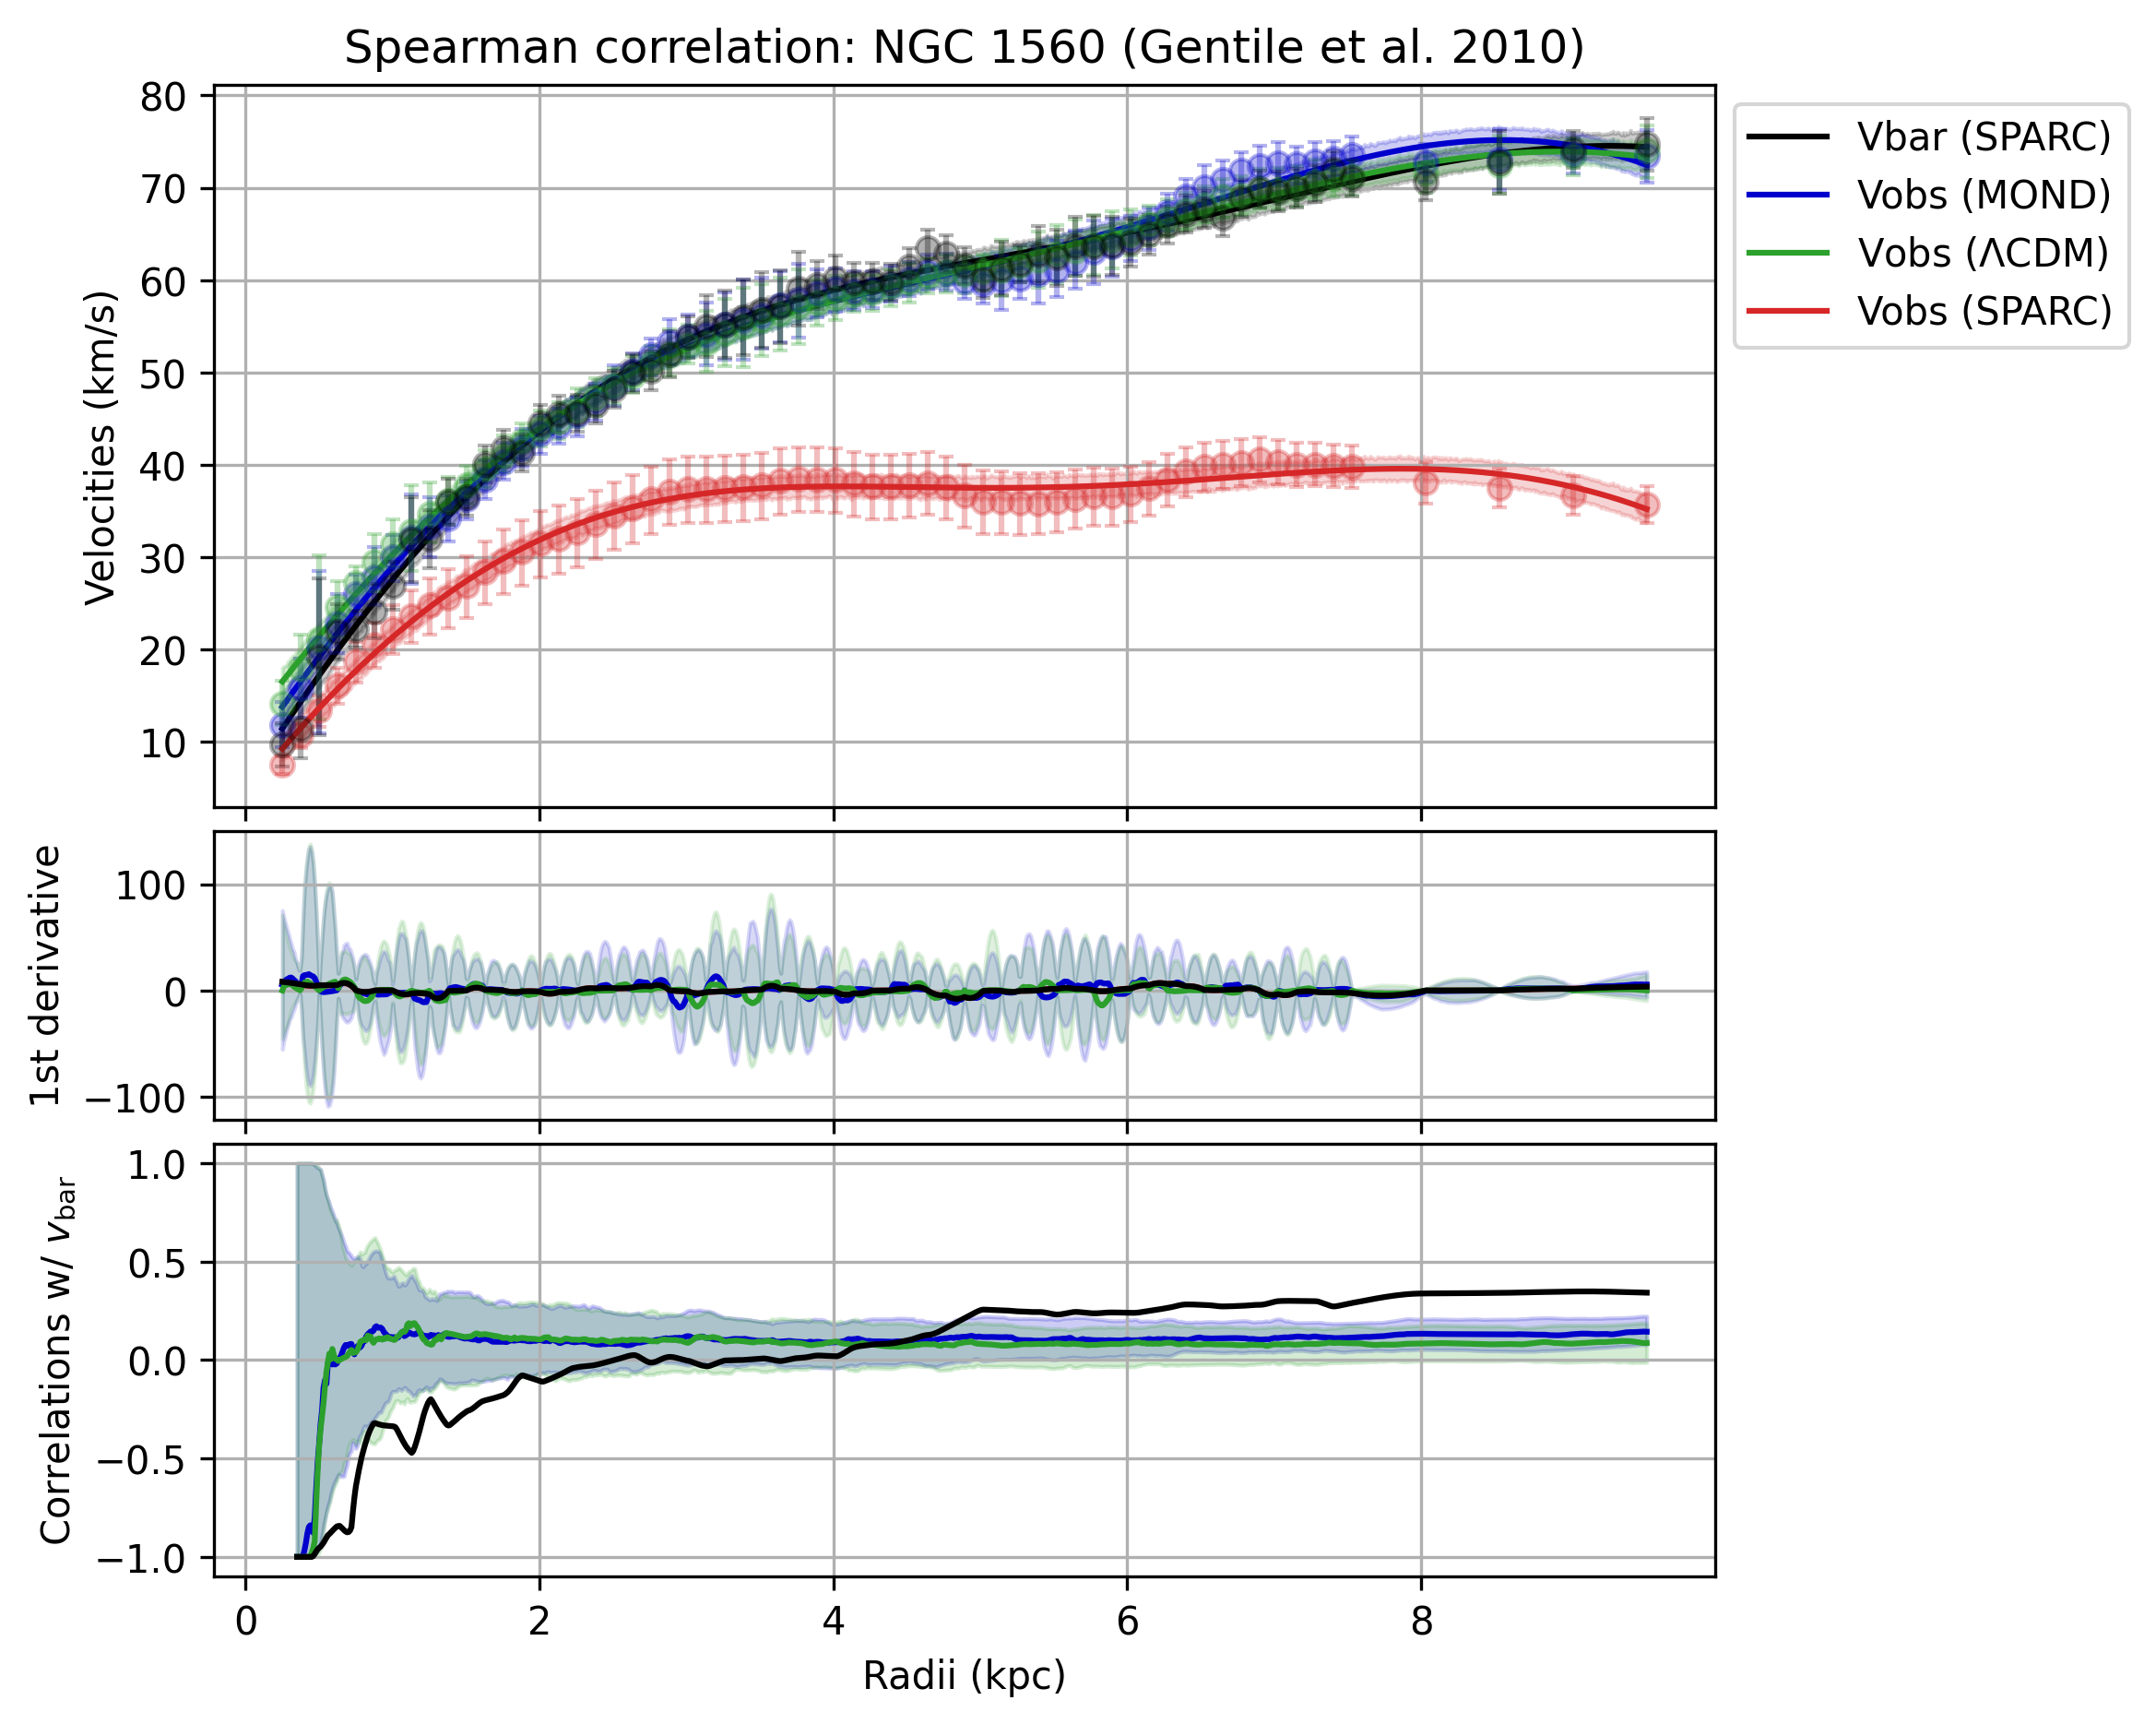 Spearman correlation: NGC 1560 (Gentile et al. 2010)
80
70
60
50
40
30
20
10
Velocities (km/s)
Vbar (SPARC)
Vobs (MOND)
Vobs (ΛCDM)
Vobs (SPARC)
100
0
−100
1st derivative
1.0
0.5
0.0
−0.5
−1.0
Correlations w/ vbar
0 2 4 6 8
Radii (kpc)